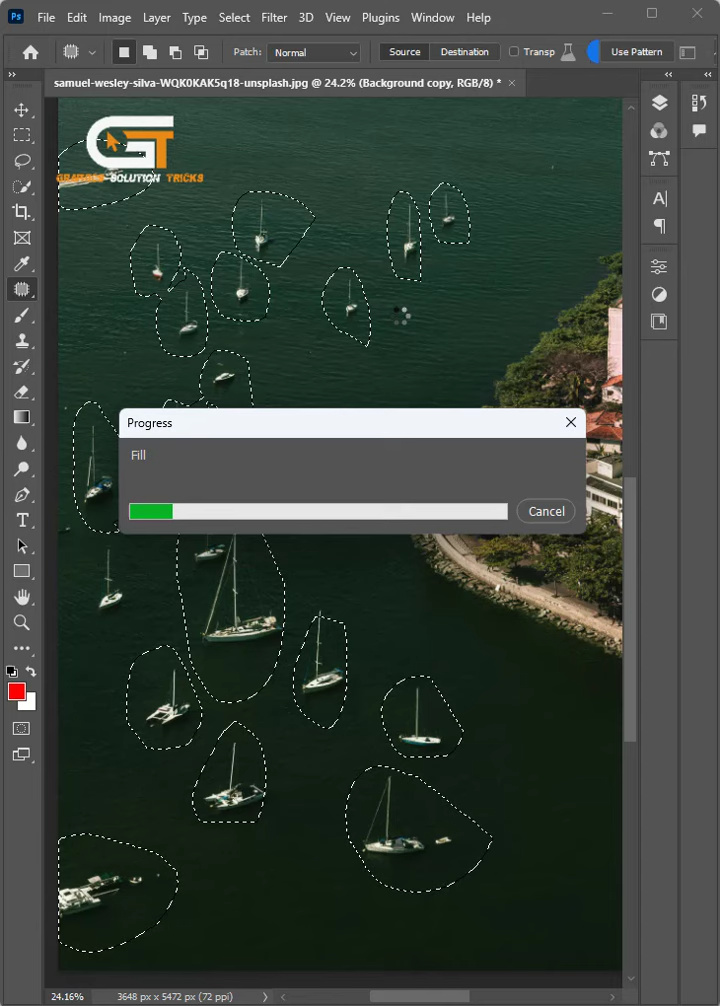 Ps File Edit Image Layer Type Select Filter 3D View Plugins Window Help
Patch: Normal Source Destination Transp Use Pattern
samuel-wesley-silva-WQK0KAK5q18-unsplash.jpg @ 24.2% (Background copy, RGB/8) * ×
GT
GRAPHIC SOLUTION TRICKS
Progress
Fill
Cancel
24.16% 3648 px x 5472 px (72 ppi)